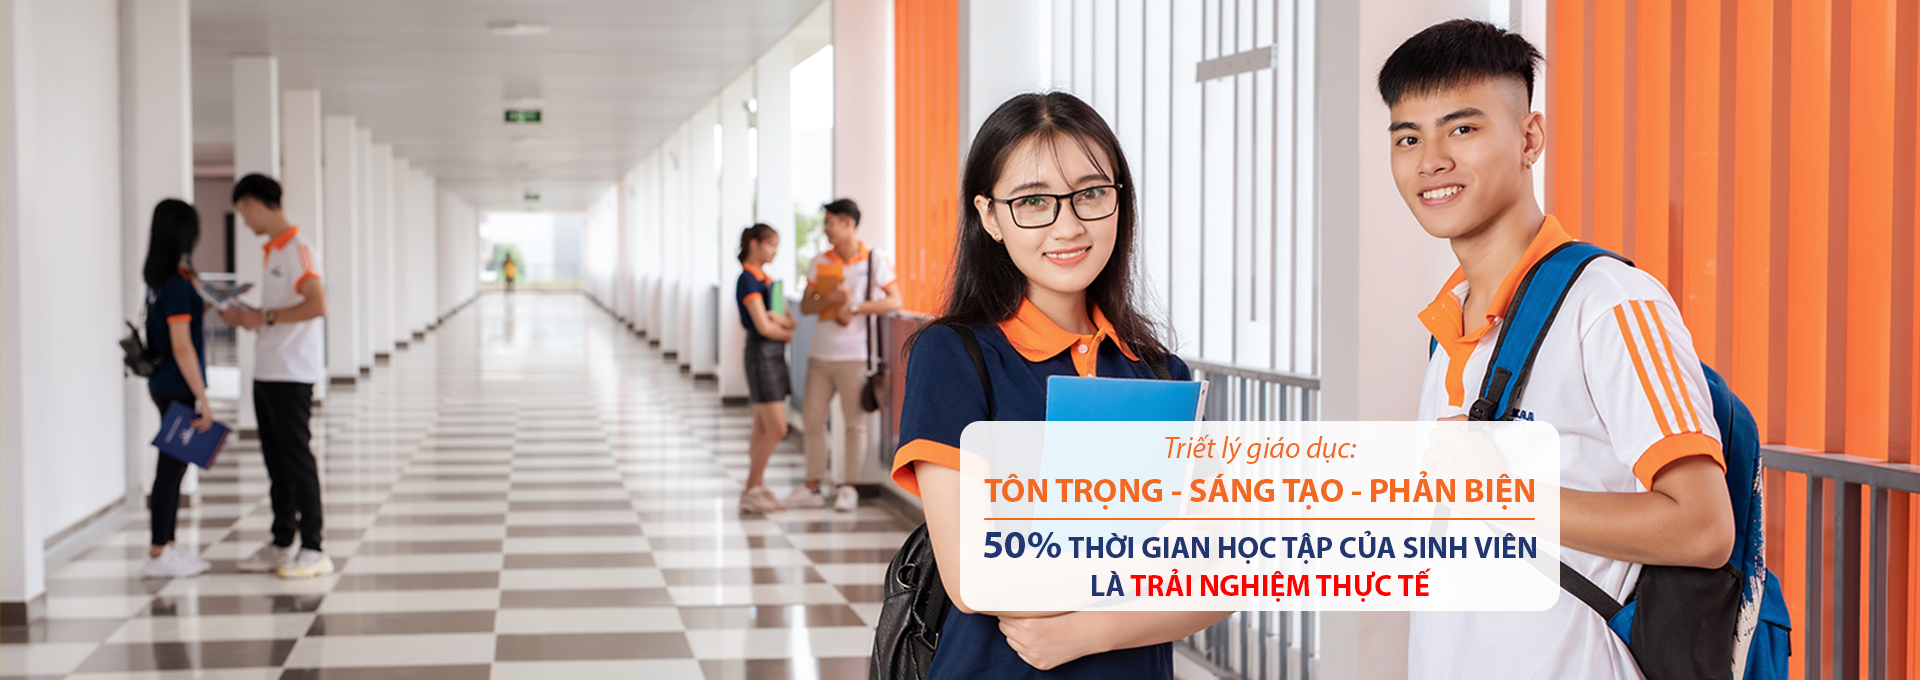 Triết lý giáo dục:
TÔN TRỌNG - SÁNG TẠO - PHẢN BIỆN
50% THỜI GIAN HỌC TẬP CỦA SINH VIÊN
LÀ TRẢI NGHIỆM THỰC TẾ